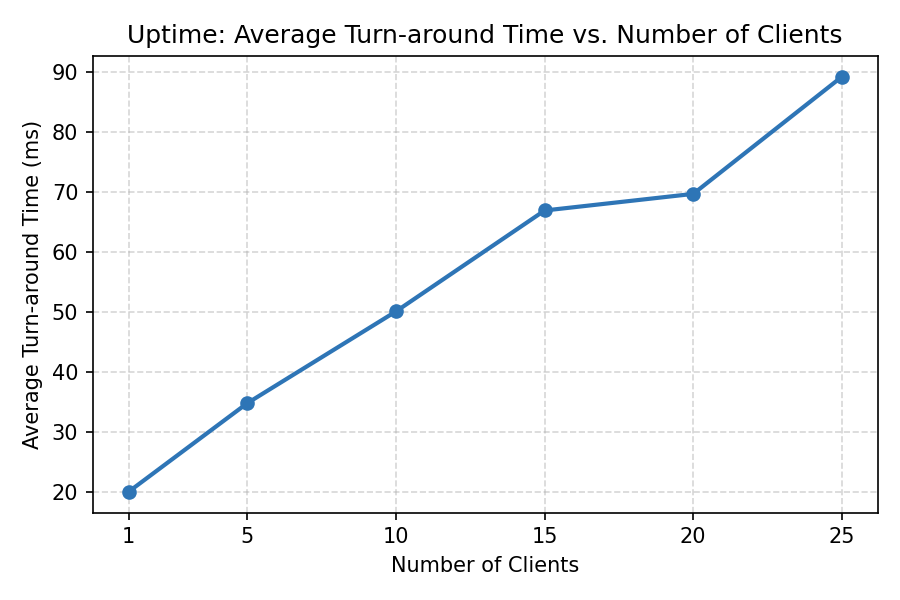 Uptime: Average Turn-around Time vs. Number of Clients
Average Turn-around Time (ms)
90
80
70
60
50
40
30
20
1 5 10 15 20 25
Number of Clients